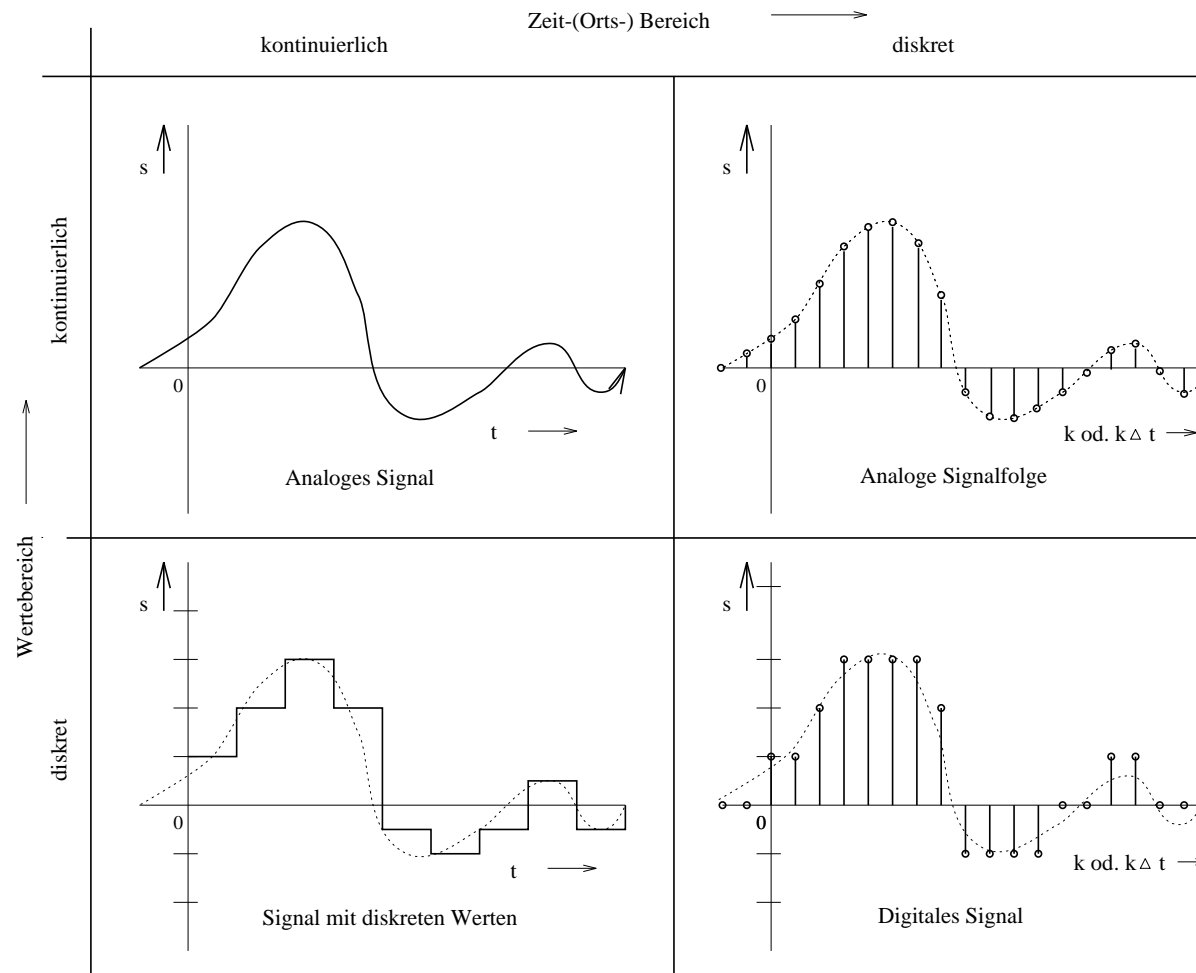 Zeit-(Orts-) Bereich
kontinuierlich
diskret
Wertebereich
kontinuierlich
s
0
t
Analoges Signal
s
0
k od. k △ t
Analoge Signalfolge
diskret
s
0
t
Signal mit diskreten Werten
s
0
k od. k △ t
Digitales Signal